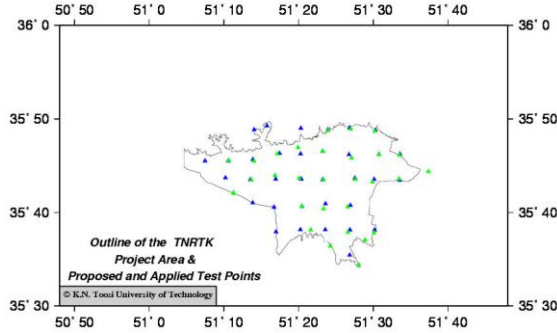 50˚ 50' 51˚ 0' 51˚ 10' 51˚ 20' 51˚ 30' 51˚ 40'
36˚ 0' 36˚ 0'
35˚ 50' 35˚ 50'
35˚ 40' 35˚ 40'
Outline of the TNRTK
Project Area &
Proposed and Applied Test Points
© K.N. Toosi University of Technology
35˚ 30' 35˚ 30'
50˚ 50' 51˚ 0' 51˚ 10' 51˚ 20' 51˚ 30' 51˚ 40'